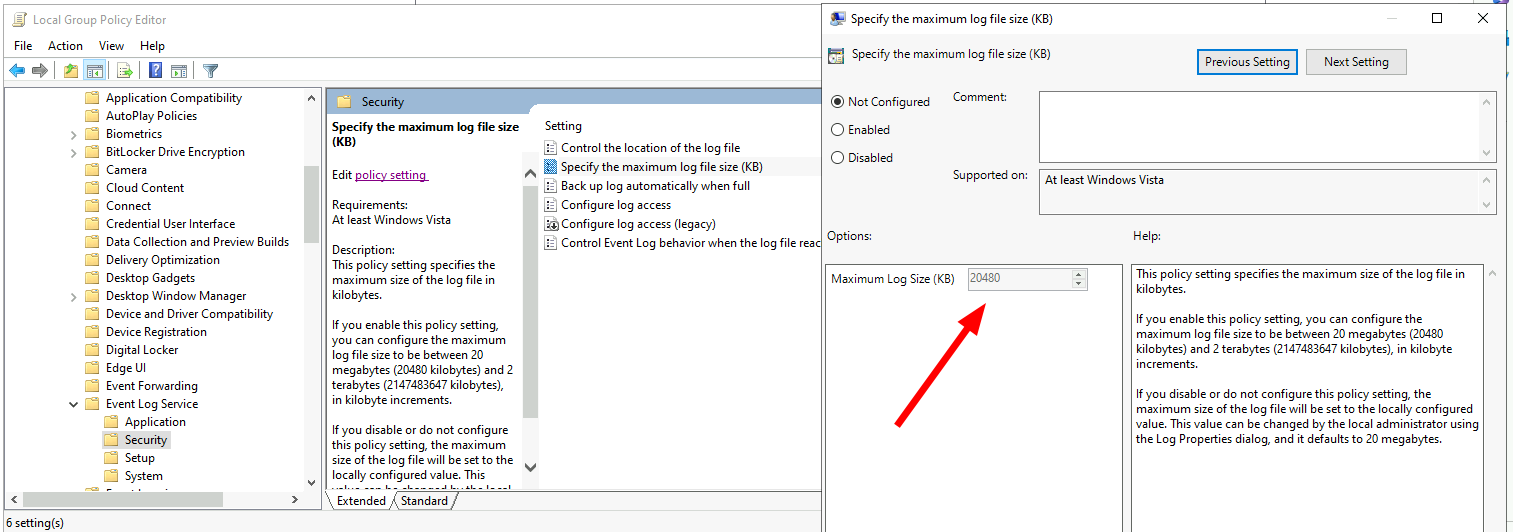 Local Group Policy Editor
File Action View Help
Application Compatibility
AutoPlay Policies
Biometrics
BitLocker Drive Encryption
Camera
Cloud Content
Connect
Credential User Interface
Data Collection and Preview Builds
Delivery Optimization
Desktop Gadgets
Desktop Window Manager
Device and Driver Compatibility
Device Registration
Digital Locker
Edge UI
Event Forwarding
Event Log Service
Application
Security
Setup
System
6 setting(s)
Security
Specify the maximum log file size
(KB)
Edit policy setting
Requirements:
At least Windows Vista
Description:
This policy setting specifies the
maximum size of the log file in
kilobytes.
If you enable this policy setting,
you can configure the
maximum log file size to be
between 20
megabytes (20480 kilobytes) and 2
terabytes (2147483647 kilobytes),
in kilobyte increments.
If you disable or do not configure
this policy setting, the maximum
size of the log file will be set to the
locally configured value. This
value can be changed by the local
Setting
Control the location of the log file
Specify the maximum log file size (KB)
Back up log automatically when full
Configure log access
Configure log access (legacy)
Control Event Log behavior when the log file reac
Extended Standard
Specify the maximum log file size (KB)
Specify the maximum log file size (KB)
Previous Setting Next Setting
Not Configured
Enabled
Disabled
Comment:
Supported on:
At least Windows Vista
Options:
Help:
Maximum Log Size (KB) 20480
This policy setting specifies the maximum size of the log file in
kilobytes.
If you enable this policy setting, you can configure the
maximum log file size to be between 20 megabytes (20480
kilobytes) and 2 terabytes (2147483647 kilobytes), in kilobyte
increments.
If you disable or do not configure this policy setting, the
maximum size of the log file will be set to the locally configured
value. This value can be changed by the local administrator using
the Log Properties dialog, and it defaults to 20 megabytes.